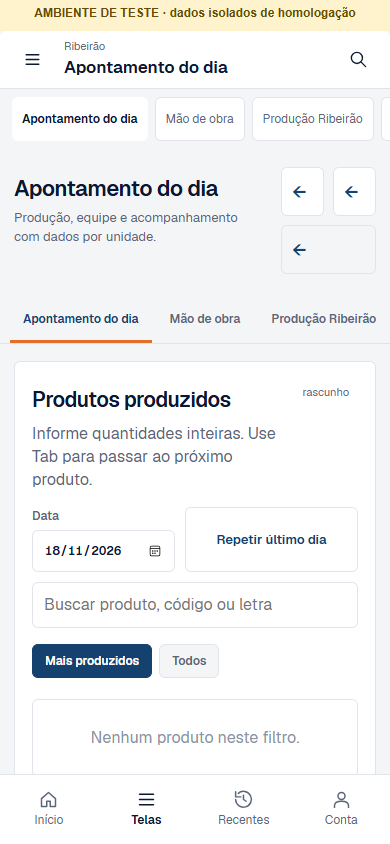 AMBIENTE DE TESTE · dados isolados de homologação
Ribeirão
Apontamento do dia
Apontamento do dia
Mão de obra
Produção Ribeirão
Apontamento do dia
Produção, equipe e acompanhamento
com dados por unidade.
Apontamento do dia
Mão de obra
Produção Ribeirão
Produtos produzidos
rascunho
Informe quantidades inteiras. Use
Tab para passar ao próximo
produto.
Data
18/11/2026
Repetir último dia
Buscar produto, código ou letra
Mais produzidos
Todos
Nenhum produto neste filtro.
Início
Telas
Recentes
Conta